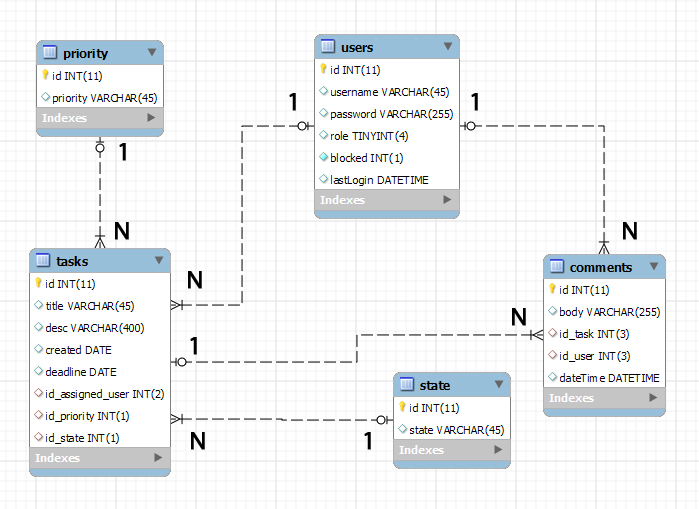 priority
id INT(11)
priority VARCHAR(45)
Indexes
1
N
users
id INT(11)
username VARCHAR(45)
password VARCHAR(255)
role TINYINT(4)
blocked INT(1)
lastLogin DATETIME
Indexes
1
1
N
N
tasks
id INT(11)
title VARCHAR(45)
desc VARCHAR(400)
created DATE
deadline DATE
id_assigned_user INT(2)
id_priority INT(1)
id_state INT(1)
Indexes
1
N
N
1
comments
id INT(11)
body VARCHAR(255)
id_task INT(3)
id_user INT(3)
dateTime DATETIME
Indexes
state
id INT(11)
state VARCHAR(45)
Indexes